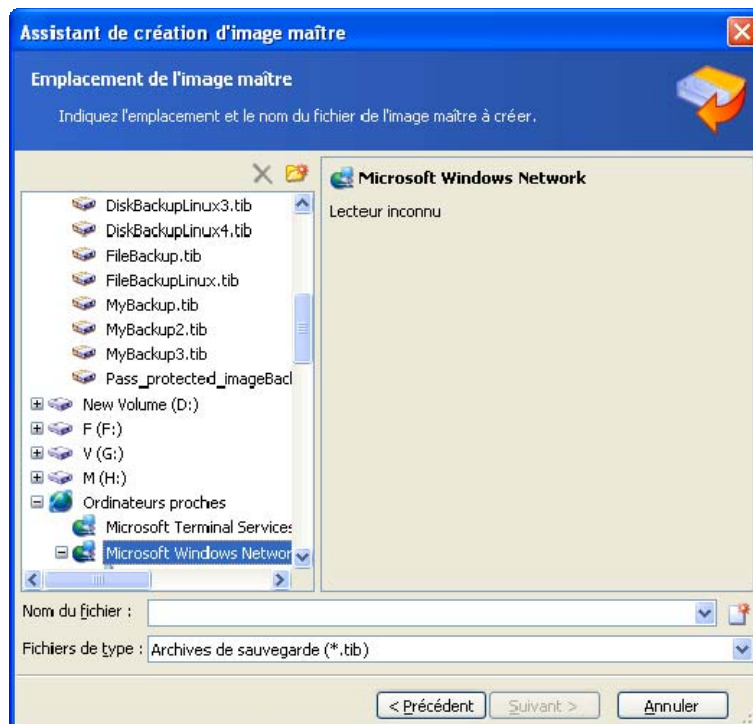 Assistant de création d'image maître
Emplacement de l'image maître
Indiquez l'emplacement et le nom du fichier de l'image maître à créer.
DiskBackupLinux3.tib
DiskBackupLinux4.tib
FileBackup.tib
FileBackupLinux.tib
MyBackup.tib
MyBackup2.tib
MyBackup3.tib
Pass_protected_imageBacl
New Volume (D:)
F (F:)
V (G:)
M (H:)
Ordinateurs proches
Microsoft Terminal Services
Microsoft Windows Networ
Microsoft Windows Network
Lecteur inconnu
Nom du fichier :
Fichiers de type : Archives de sauvegarde (*.tib)
< Précédent Suivant > Annuler